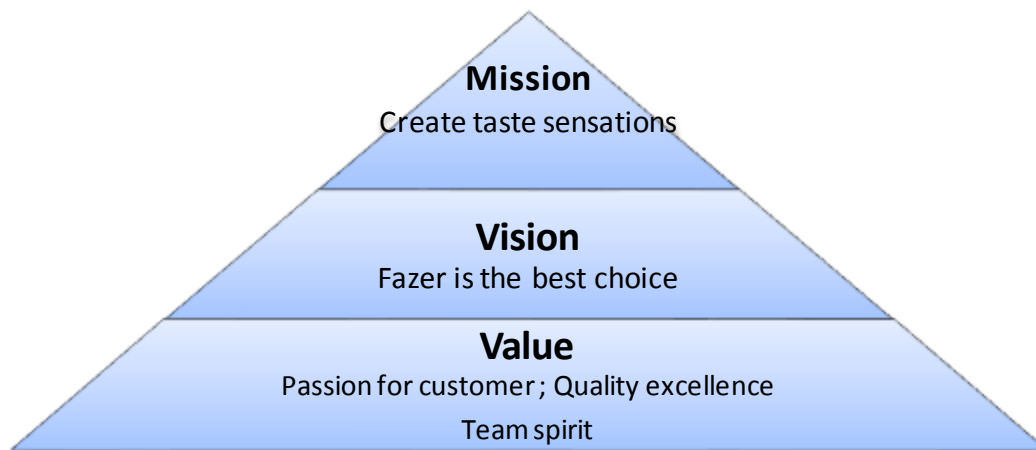 Mission
Create taste sensations
Vision
Fazer is the best choice
Value
Passion for customer ; Quality excellence
Team spirit